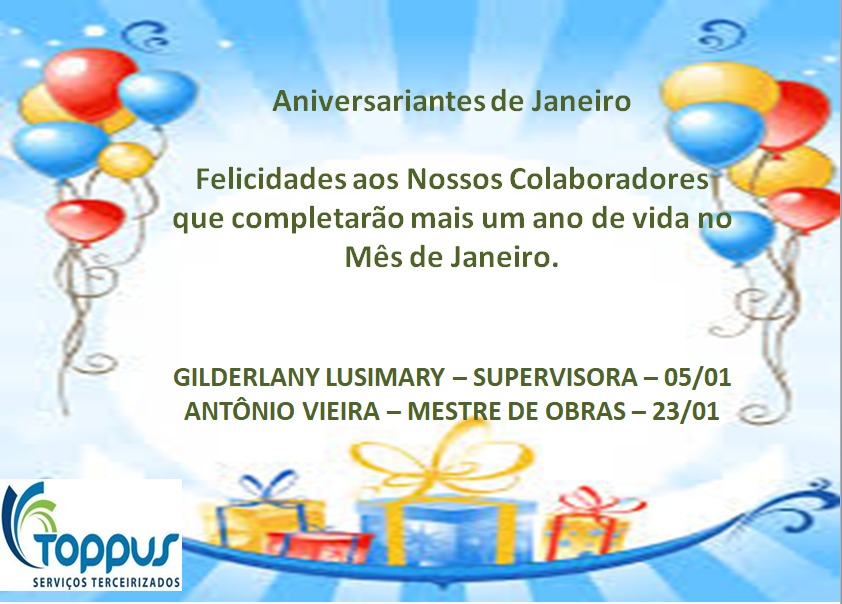 Aniversariantes de Janeiro
Felicidades aos Nossos Colaboradores
que completarão mais um ano de vida no
Mês de Janeiro.
GILDERLANY LUSIMARY – SUPERVISORA – 05/01
ANTÔNIO VIEIRA – MESTRE DE OBRAS – 23/01
TOPPUS
SERVIÇOS TERCEIRIZADOS